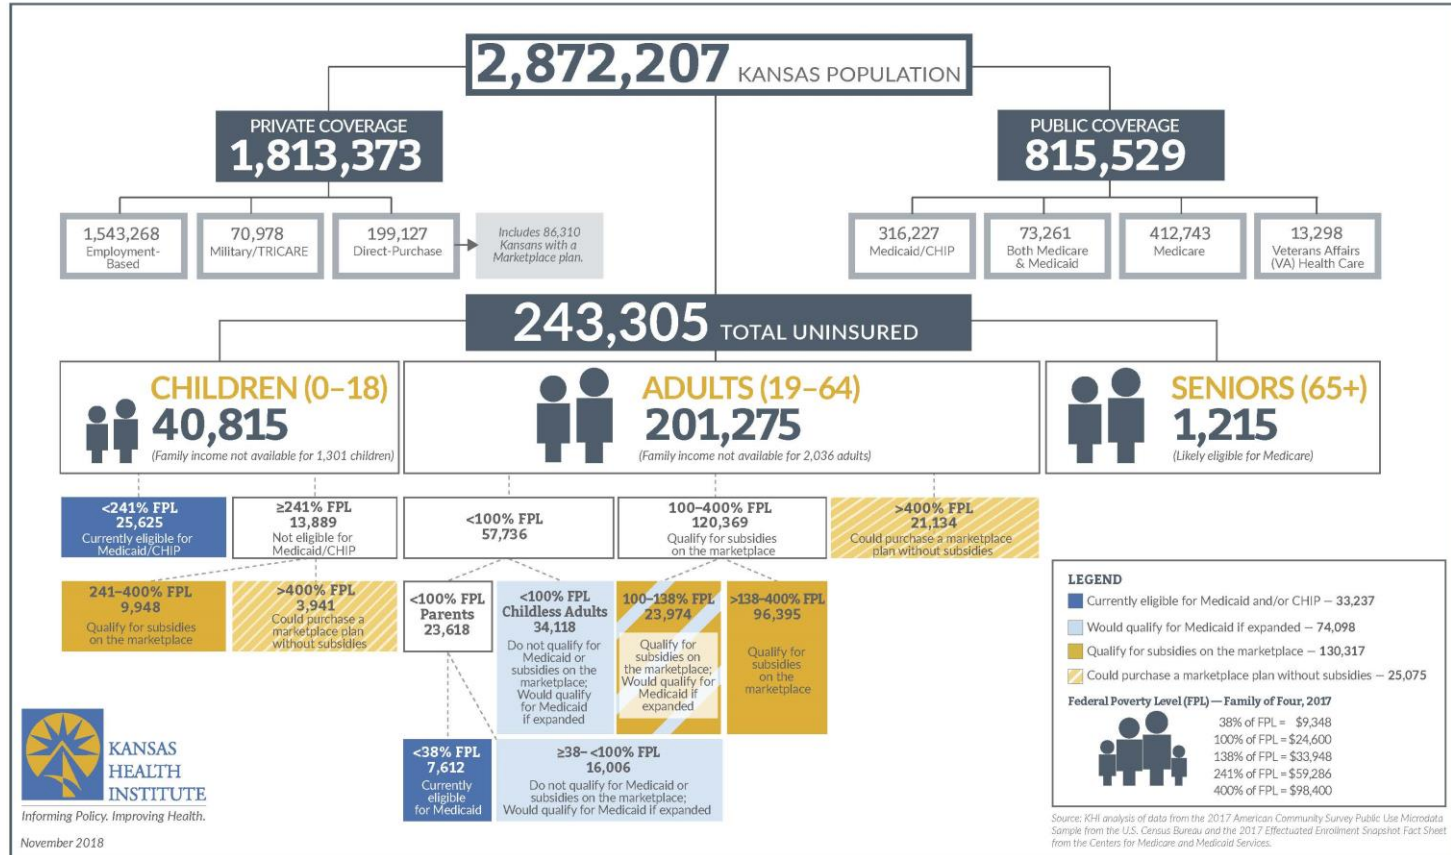 2,872,207 KANSAS POPULATION
PRIVATE COVERAGE
1,813,373
PUBLIC COVERAGE
815,529
1,543,268
Employment-
Based
70,978
Military/TRICARE
199,127
Direct-Purchase
Includes 86,310
Kansans with a
Marketplace plan.
316,227
Medicaid/CHIP
73,261
Both Medicare
& Medicaid
412,743
Medicare
13,298
Veterans Affairs
(VA) Health Care
243,305 TOTAL UNINSURED
CHILDREN (0–18)
40,815
(Family income not available for 1,301 children)
ADULTS (19–64)
201,275
(Family income not available for 2,036 adults)
SENIORS (65+)
1,215
(Likely eligible for Medicare)
<241% FPL
25,625
Currently eligible for
Medicaid/CHIP
≥241% FPL
13,889
Not eligible for
Medicaid/CHIP
<100% FPL
57,736
100–400% FPL
120,369
Qualify for subsidies
on the marketplace
>400% FPL
21,134
Could purchase a marketplace
plan without subsidies
241–400% FPL
9,948
Qualify for subsidies
on the marketplace
>400% FPL
3,941
Could purchase a
marketplace plan
without subsidies
<100% FPL
Parents
23,618
<100% FPL
Childless Adults
34,118
Do not qualify for
Medicaid or
subsidies on the
marketplace;
Would qualify
for Medicaid
if expanded
100–138% FPL
23,974
Qualify for
subsidies on
the marketplace;
Would qualify for
Medicaid if
expanded
>138–400% FPL
96,395
Qualify for
subsidies
on the
marketplace
<38% FPL
7,612
Currently
eligible
for Medicaid
≥38– <100% FPL
16,006
Do not qualify for Medicaid or
subsidies on the marketplace;
Would qualify for Medicaid if expanded
LEGEND
Currently eligible for Medicaid and/or CHIP – 33,237
Would qualify for Medicaid if expanded – 74,098
Qualify for subsidies on the marketplace – 130,317
Could purchase a marketplace plan without subsidies – 25,075
Federal Poverty Level (FPL) — Family of Four, 2017
38% of FPL = $9,348
100% of FPL = $24,600
138% of FPL = $33,948
241% of FPL = $59,286
400% of FPL = $98,400
KANSAS
HEALTH
INSTITUTE
Informing Policy. Improving Health.
November 2018
Source: KHI analysis of data from the 2017 American Community Survey Public Use Microdata
Sample from the U.S. Census Bureau and the 2017 Effectuated Enrollment Snapshot Fact Sheet
from the Centers for Medicare and Medicaid Services.